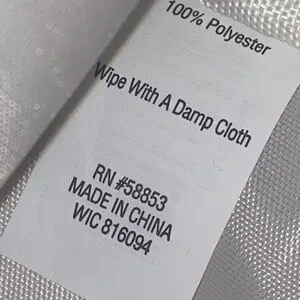 100% Polyester
Wipe With A Damp Cloth
RN #58853
MADE IN CHINA
WIC 816094